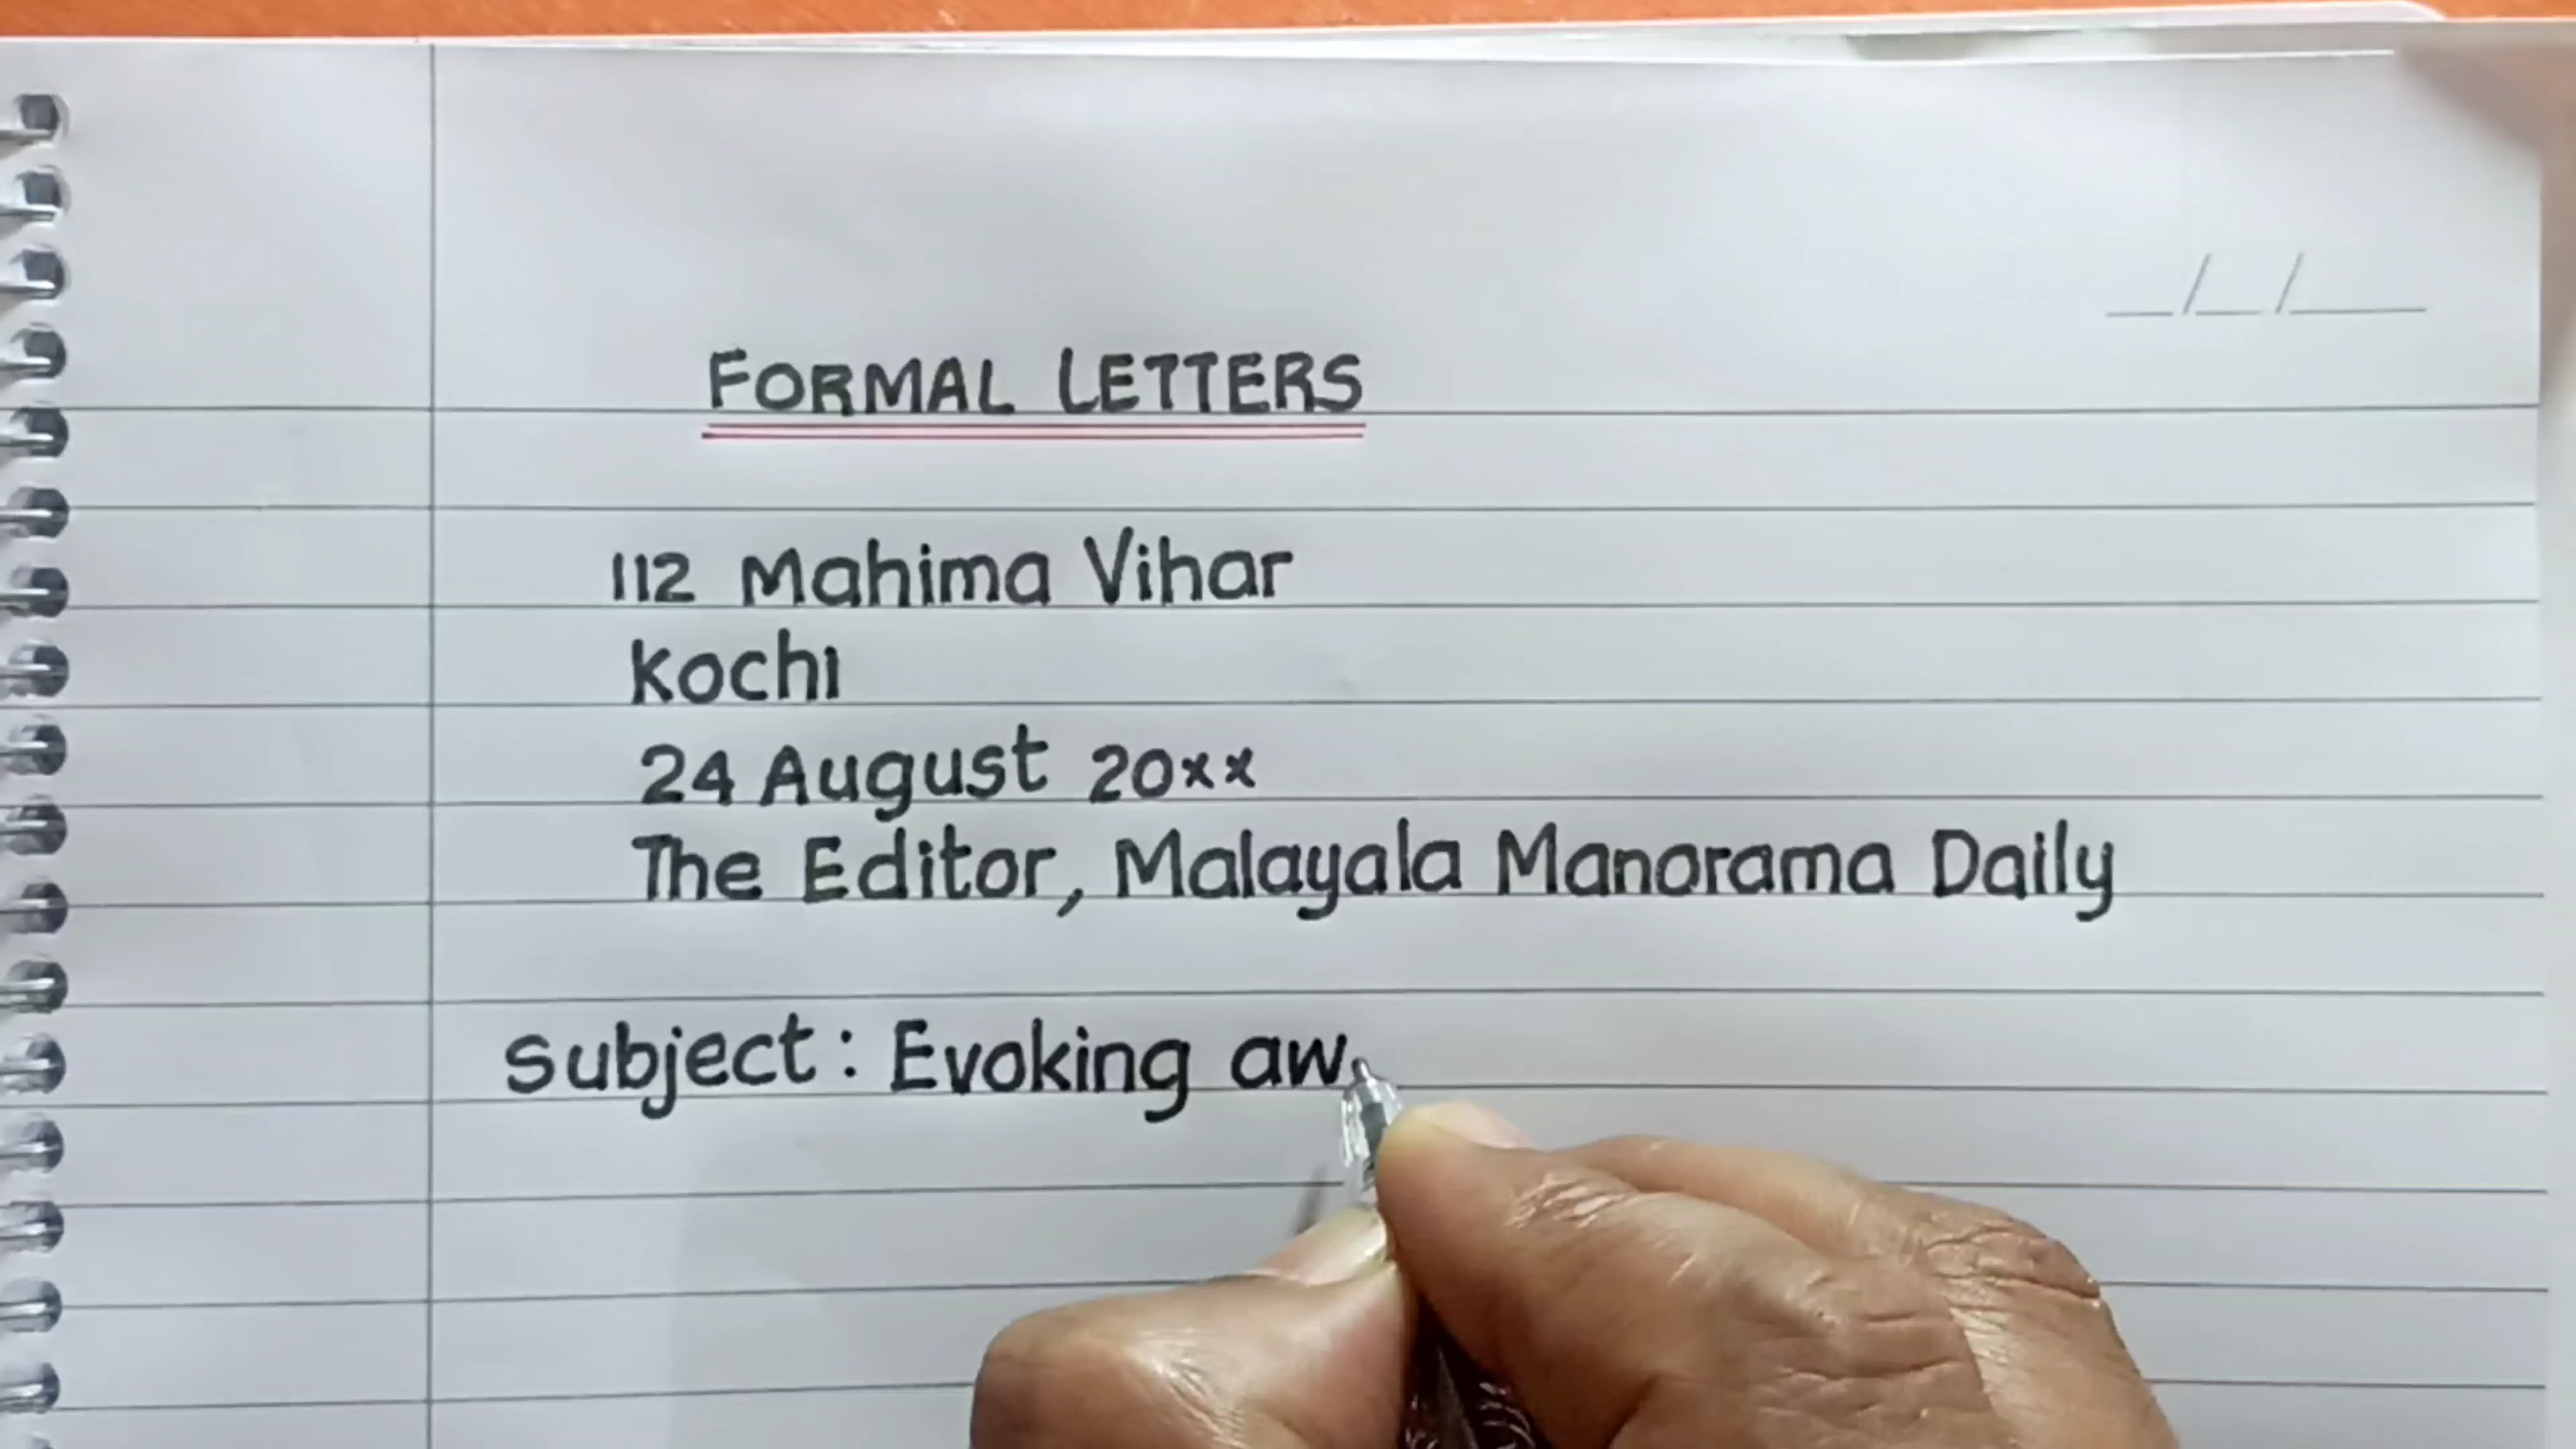 FORMAL LETTERS
112 Mahima Vihar
Kochi
24 August 20xx
The Editor, Malayala Manorama Daily
Subject : Evoking aw